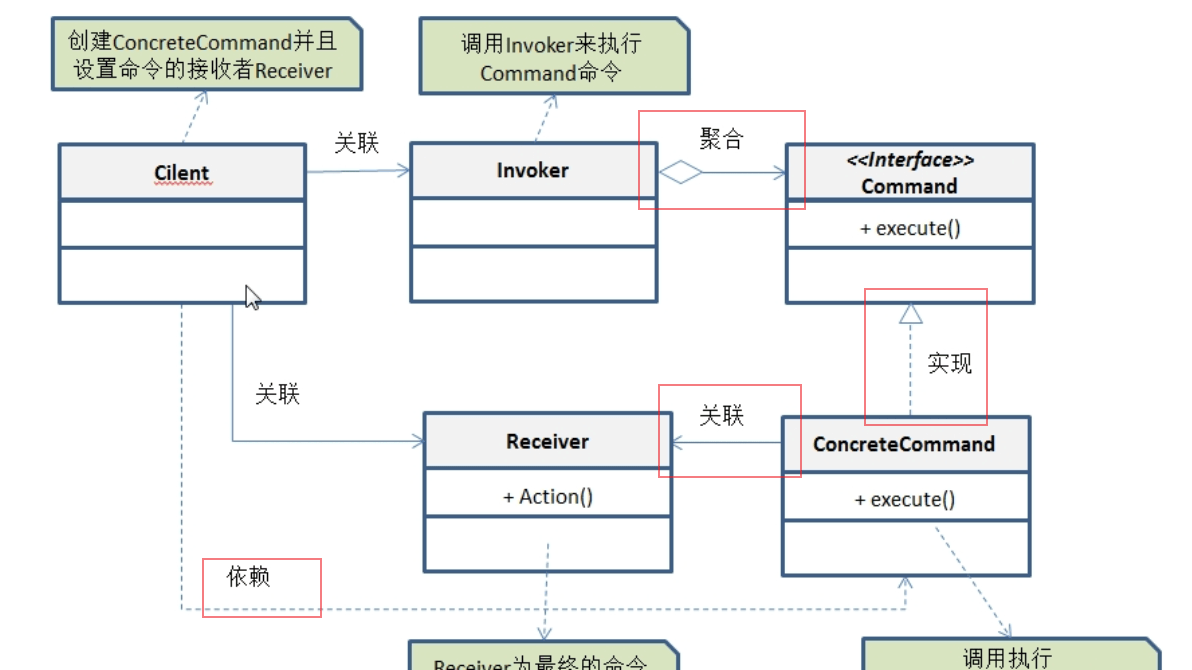 创建ConcreteCommand并且
设置命令的接收者Receiver
调用Invoker来执行
Command命令
Cilent
关联
Invoker
聚合
<<Interface>>
Command
+ execute()
关联
实现
Receiver
+ Action()
关联
ConcreteCommand
+ execute()
依赖
Receiver为最终的命令
调用执行